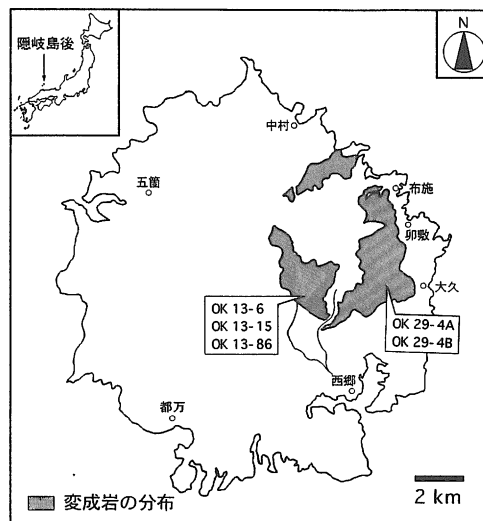 隠岐島後
N
中村
五箇
布施
卯敷
大久
OK 13-6
OK 13-15
OK 13-86
OK 29-4A
OK 29-4B
西郷
都万
変成岩の分布
2 km